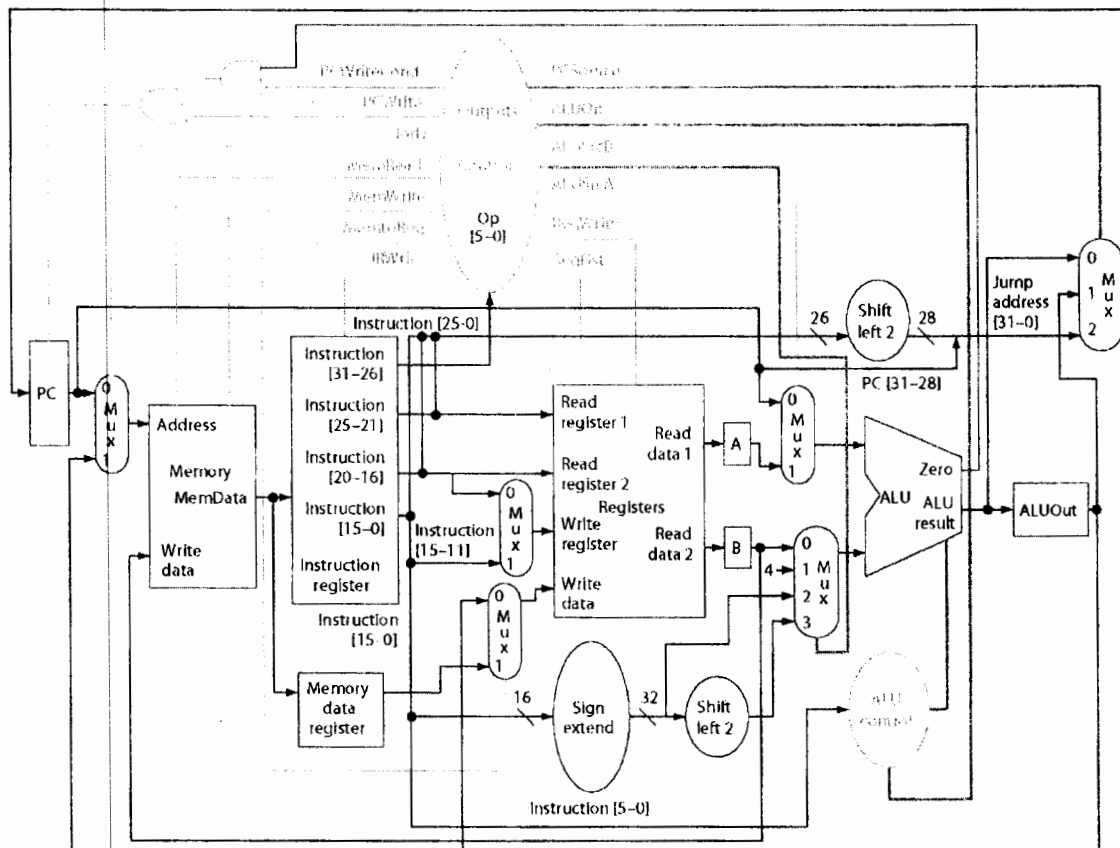 PCWrite
MemWrite
Op
[5–0]
Instruction [25-0]
26
Shift
left 2
28
Jump
address
[31–0]
0
1
2
M
u
x
PC [31–28]
PC
0
M
u
x
1
Address
Memory
MemData
Write
data
Instruction
[31–26]
Instruction
[25–21]
Instruction
[20–16]
Instruction
[15–0]
Instruction
register
Instruction
[15–11]
0
M
u
x
1
Read
register 1
Read
register 2
Registers
Write
register
Write
data
Read
data 1
Read
data 2
A
B
0
M
u
x
1
4
0
1
2
3
M
u
x
Zero
ALU
ALU
result
ALUOut
Instruction
[15–0]
0
M
u
x
1
Memory
data
register
16
Sign
extend
32
Shift
left 2
ALU
control
Instruction [5–0]